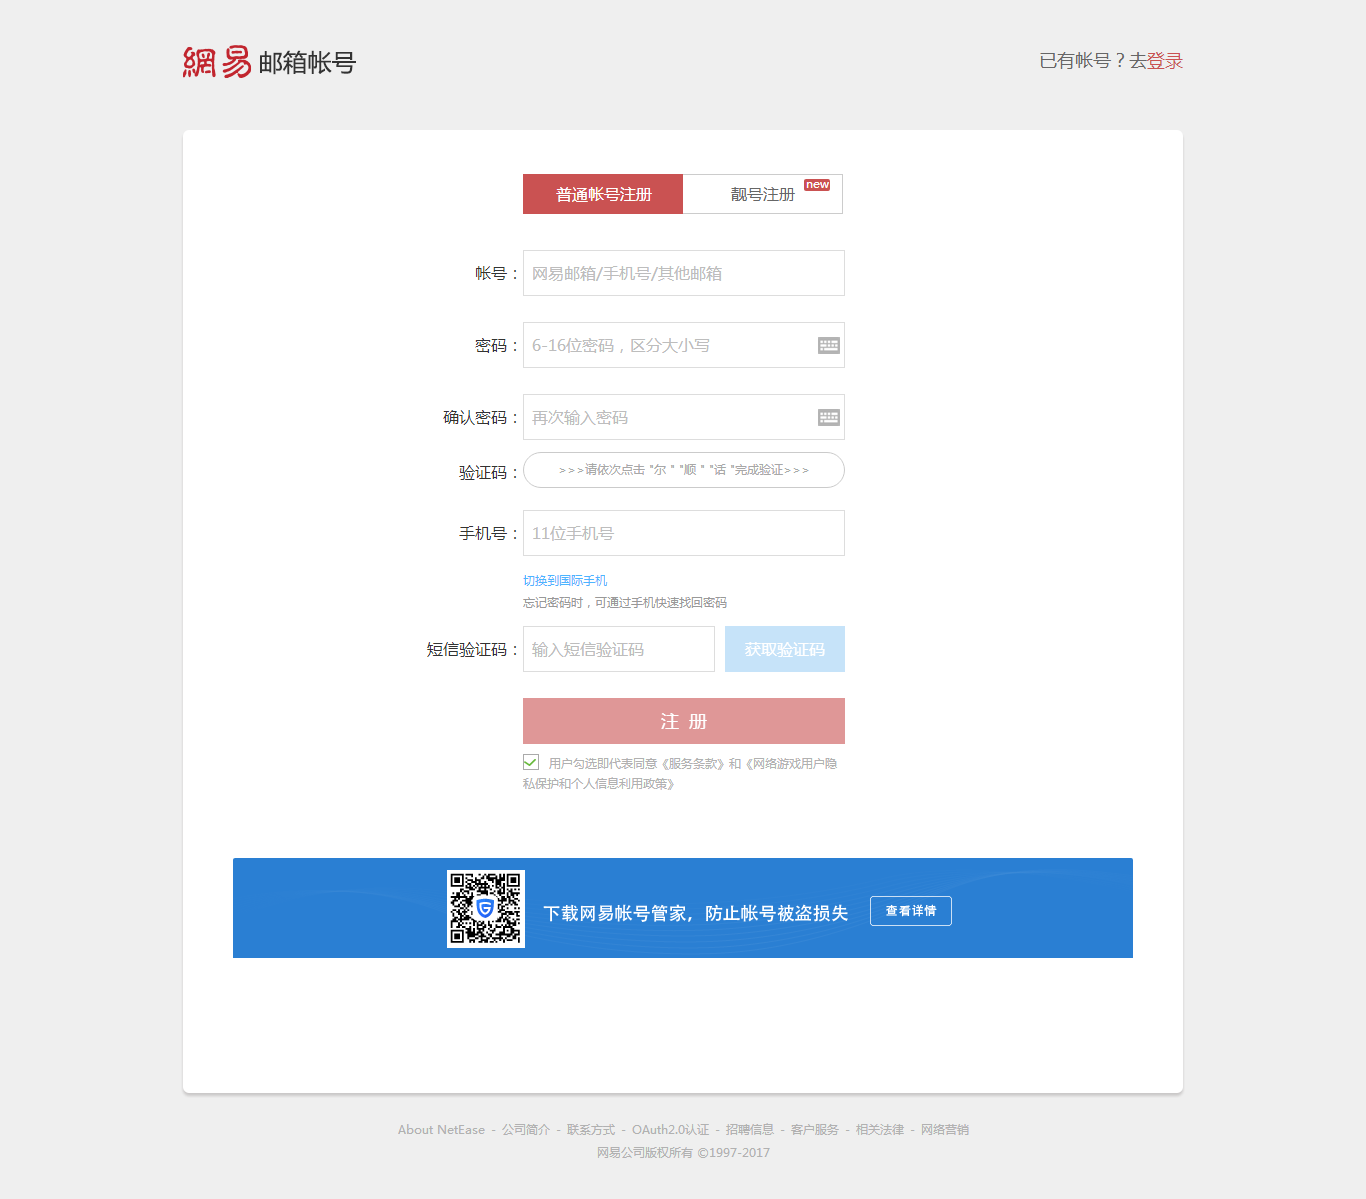 網易 邮箱帐号
已有帐号？去登录
普通帐号注册
靓号注册 new
帐号：
网易邮箱/手机号/其他邮箱
密码：
6-16位密码，区分大小写
确认密码：
再次输入密码
验证码：
>>>请依次点击 "尔 " "顺 " "话 "完成验证>>>
手机号：
11位手机号
切换到国际手机
忘记密码时，可通过手机快速找回密码
短信验证码：
输入短信验证码
获取验证码
注 册
用户勾选即代表同意《服务条款》和《网络游戏用户隐
私保护和个人信息利用政策》
下载网易帐号管家，防止帐号被盗损失
查看详情
About NetEase - 公司简介 - 联系方式 - OAuth2.0认证 - 招聘信息 - 客户服务 - 相关法律 - 网络营销
网易公司版权所有 ©1997-2017